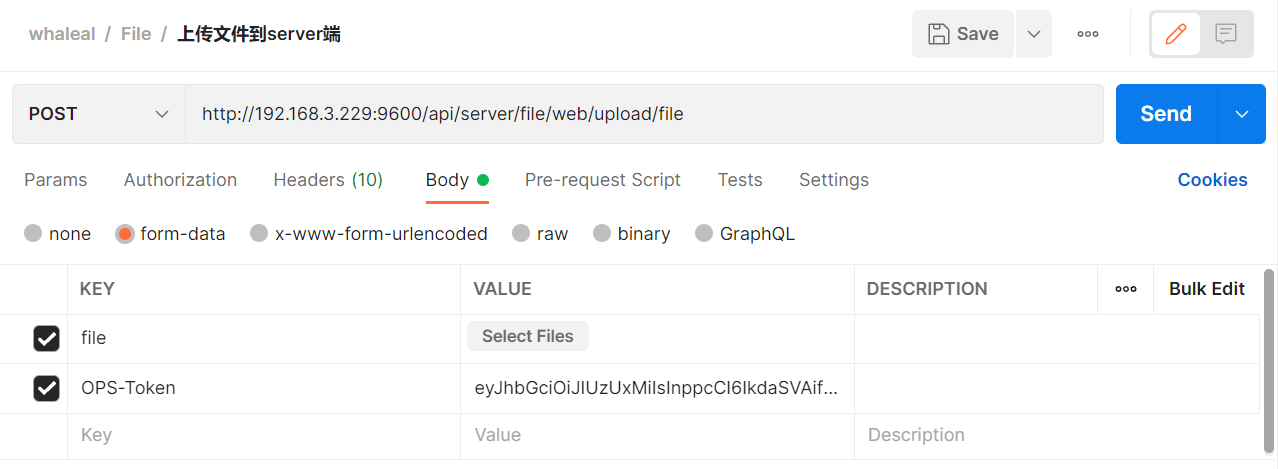 whaleal / File / 上传文件到server端 Save
POST http://192.168.3.229:9600/api/server/file/web/upload/file Send
Params Authorization Headers (10) Body Pre-request Script Tests Settings Cookies
none form-data x-www-form-urlencoded raw binary GraphQL
KEY VALUE DESCRIPTION Bulk Edit
file Select Files
OPS-Token eyJhbGciOiJIUzUxMiIsInppcCI6IkdaSVAif...
Key Value Description